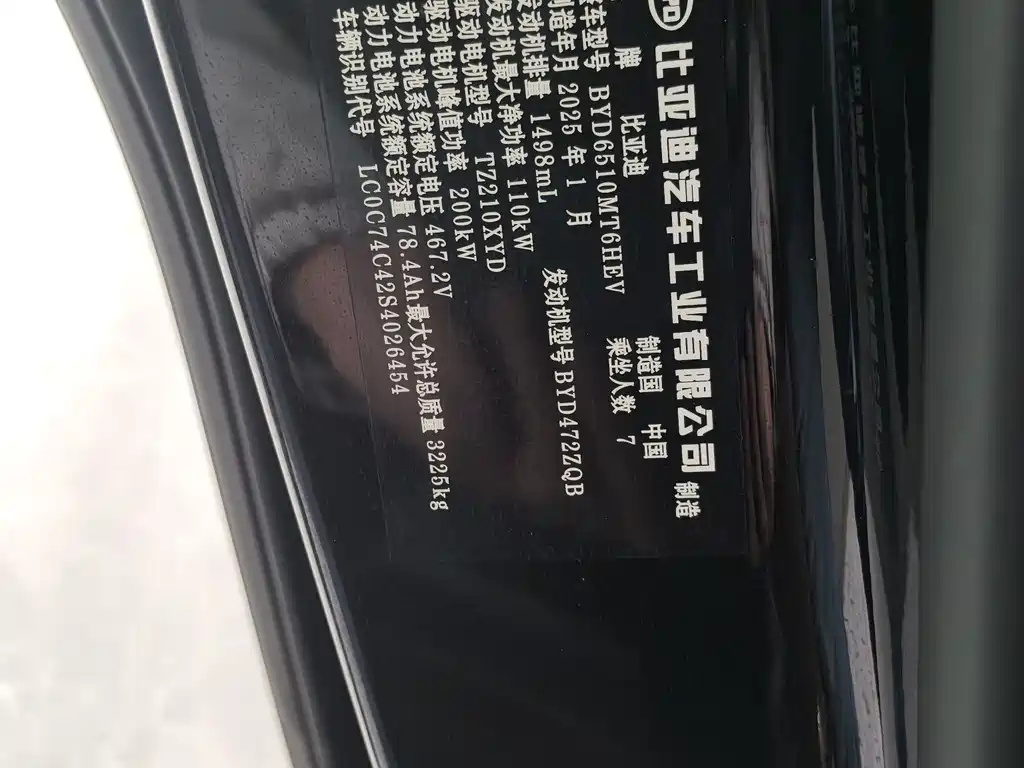 比亚迪汽车工业有限公司 制造
牌 比亚迪 制造国 中国
车型号 BYD6510MT6HEV 乘坐人数 7
制造年月 2025 年 1 月
发动机排量 1498mL 发动机型号 BYD472ZQB
发动机最大净功率 110kW
驱动电机型号 TZ210XYD
驱动电机峰值功率 200kW
动力电池系统额定电压 467.2V
动力电池系统额定容量 78.4Ah 最大允许总质量 3225kg
车辆识别代号 LC0C74C42S4026454